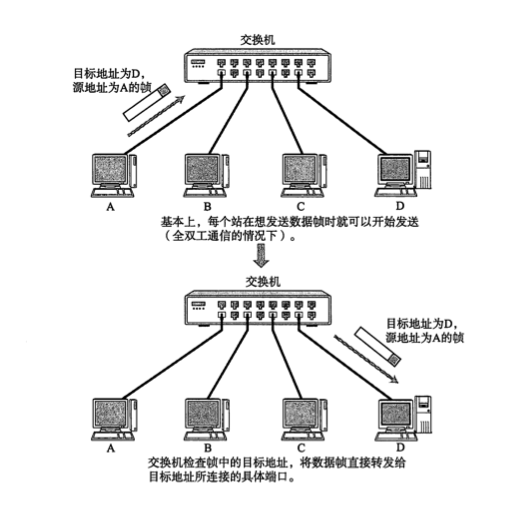 交换机
目标地址为D,
源地址为A的帧
A
B
C
D
基本上，每个站在想发送数据帧时就可以开始发送
（全双工通信的情况下）。
交换机
目标地址为D,
源地址为A的帧
A
B
C
D
交换机检查帧中的目标地址，将数据帧直接转发给
目标地址所连接的具体端口。